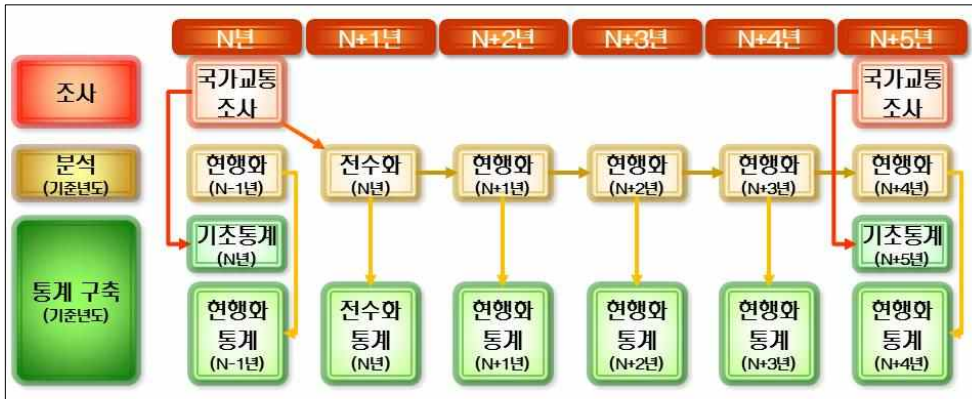 N년 N+1년 N+2년 N+3년 N+4년 N+5년
조사
국가교통
조사
국가교통
조사
분석
(기준년도)
현행화
(N-1년)
전수화
(N년)
현행화
(N+1년)
현행화
(N+2년)
현행화
(N+3년)
현행화
(N+4년)
통계 구축
(기준년도)
기초통계
(N년)
기초통계
(N+5년)
현행화
통계
(N-1년)
전수화
통계
(N년)
현행화
통계
(N+1년)
현행화
통계
(N+2년)
현행화
통계
(N+3년)
현행화
통계
(N+4년)